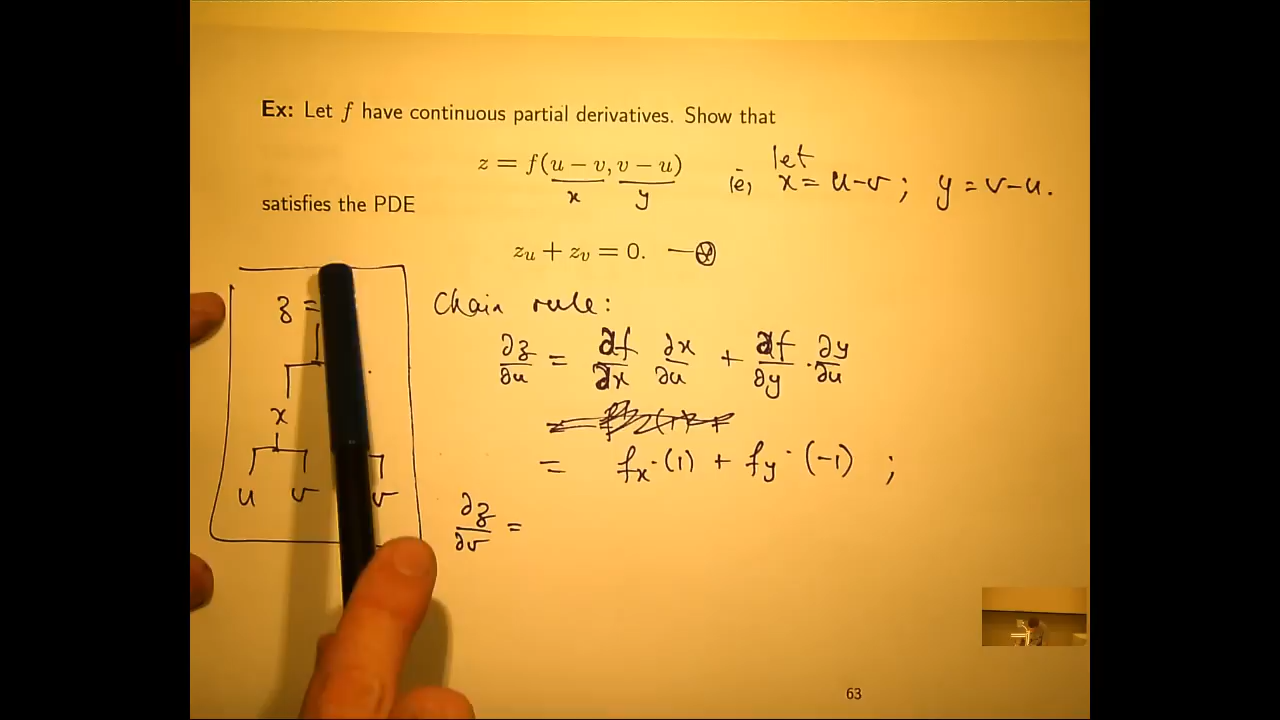 Ex: Let f have continuous partial derivatives. Show that
z = f(u − v, v − u)
x y
ie, let x = u-v ; y = v-u.
satisfies the PDE
z_u + z_v = 0. — ⊛
z =
x
u v v
Chain rule:
∂z/∂u = ∂f/∂x ∂x/∂u + ∂f/∂y · ∂y/∂u
= f_x · (1) + f_y · (-1) ;
∂z/∂v =
63